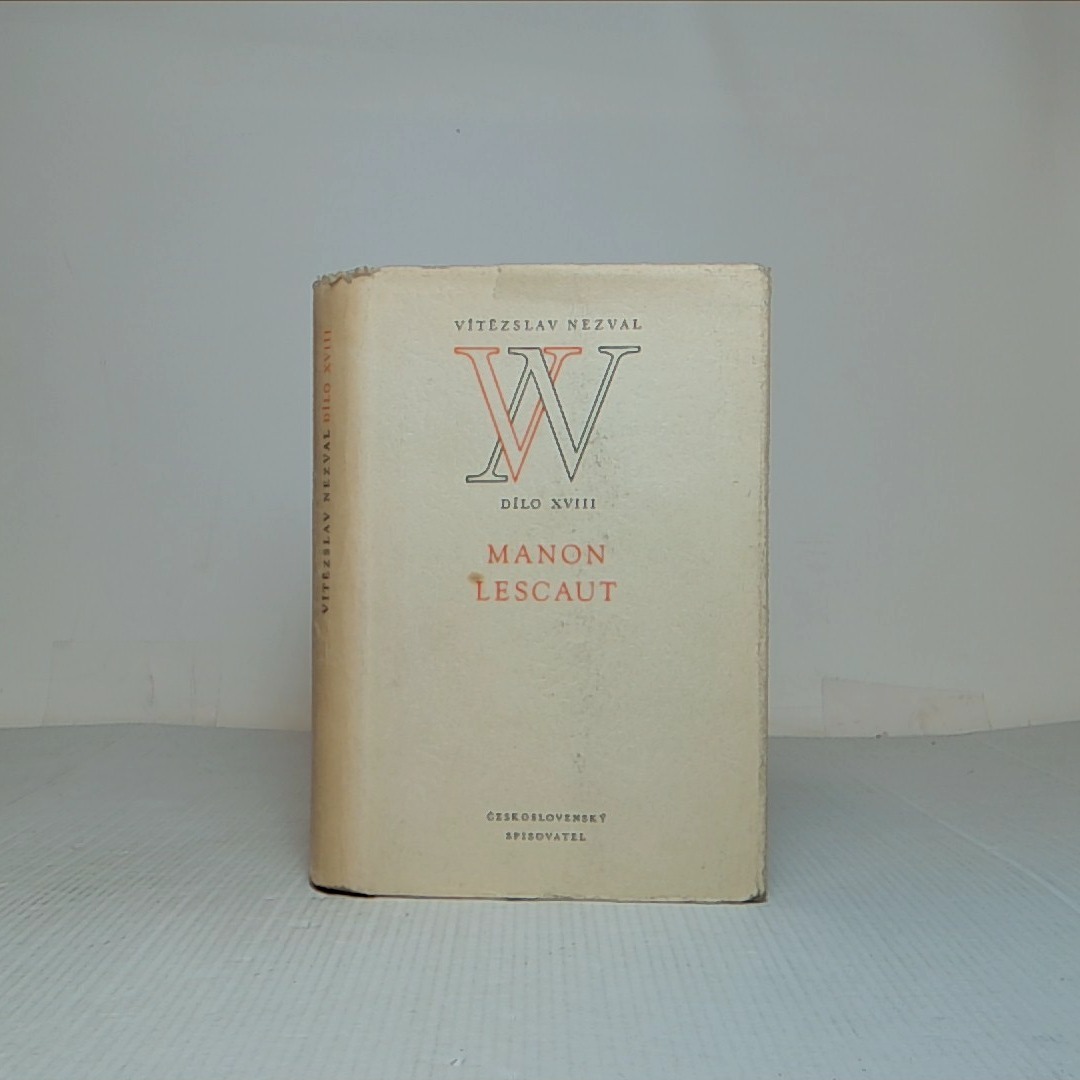 VÍTĚZSLAV NEZVAL
VN
DÍLO XVIII
MANON
LESCAUT
ČESKOSLOVENSKÝ
SPISOVATEL
VÍTĚZSLAV NEZVAL DÍLO XVIII